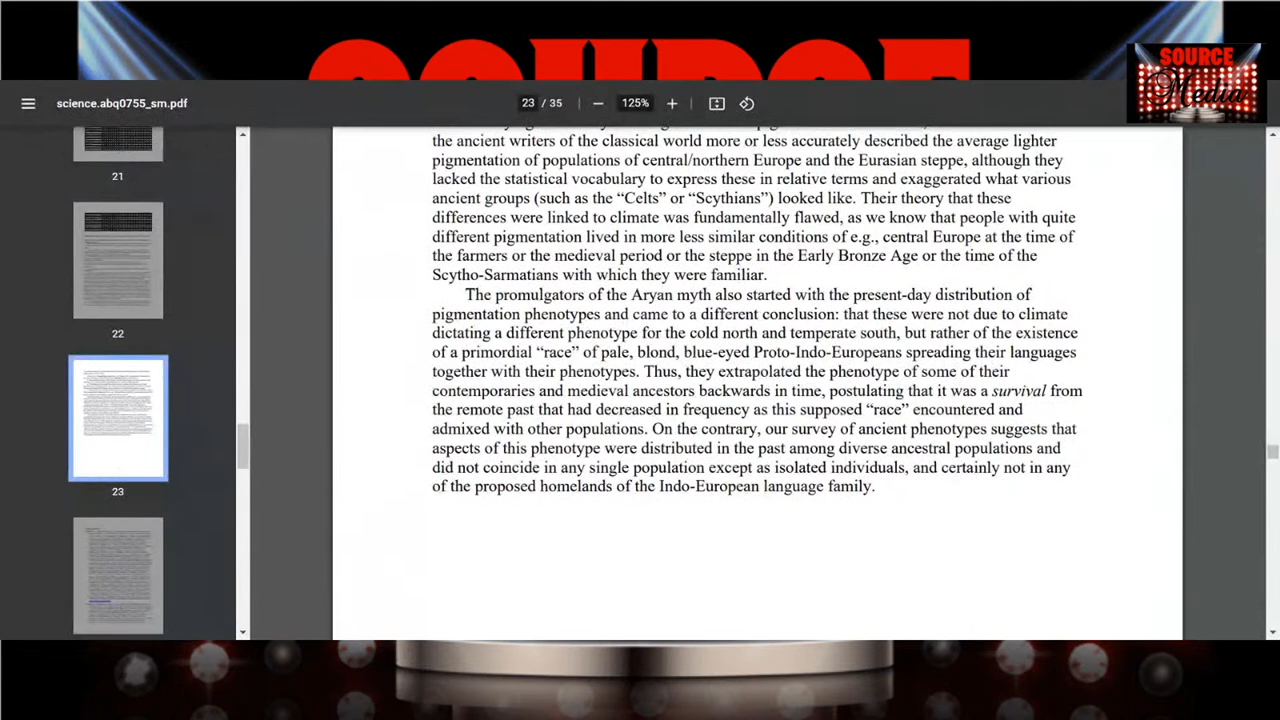 SOURCE
SOURCE
Media
science.abq0755_sm.pdf
23 / 35
125%
21
22
23
the ancient writers of the classical world more or less accurately described the average lighter
pigmentation of populations of central/northern Europe and the Eurasian steppe, although they
lacked the statistical vocabulary to express these in relative terms and exaggerated what various
ancient groups (such as the “Celts” or “Scythians”) looked like. Their theory that these
differences were linked to climate was fundamentally flawed, as we know that people with quite
different pigmentation lived in more less similar conditions of e.g., central Europe at the time of
the farmers or the medieval period or the steppe in the Early Bronze Age or the time of the
Scytho-Sarmatians with which they were familiar.
The promulgators of the Aryan myth also started with the present-day distribution of
pigmentation phenotypes and came to a different conclusion: that these were not due to climate
dictating a different phenotype for the cold north and temperate south, but rather of the existence
of a primordial “race” of pale, blond, blue-eyed Proto-Indo-Europeans spreading their languages
together with their phenotypes. Thus, they extrapolated the phenotype of some of their
contemporaries and medieval ancestors backwards in time, postulating that it was a survival from
the remote past that had decreased in frequency as this supposed “race” encountered and
admixed with other populations. On the contrary, our survey of ancient phenotypes suggests that
aspects of this phenotype were distributed in the past among diverse ancestral populations and
did not coincide in any single population except as isolated individuals, and certainly not in any
of the proposed homelands of the Indo-European language family.